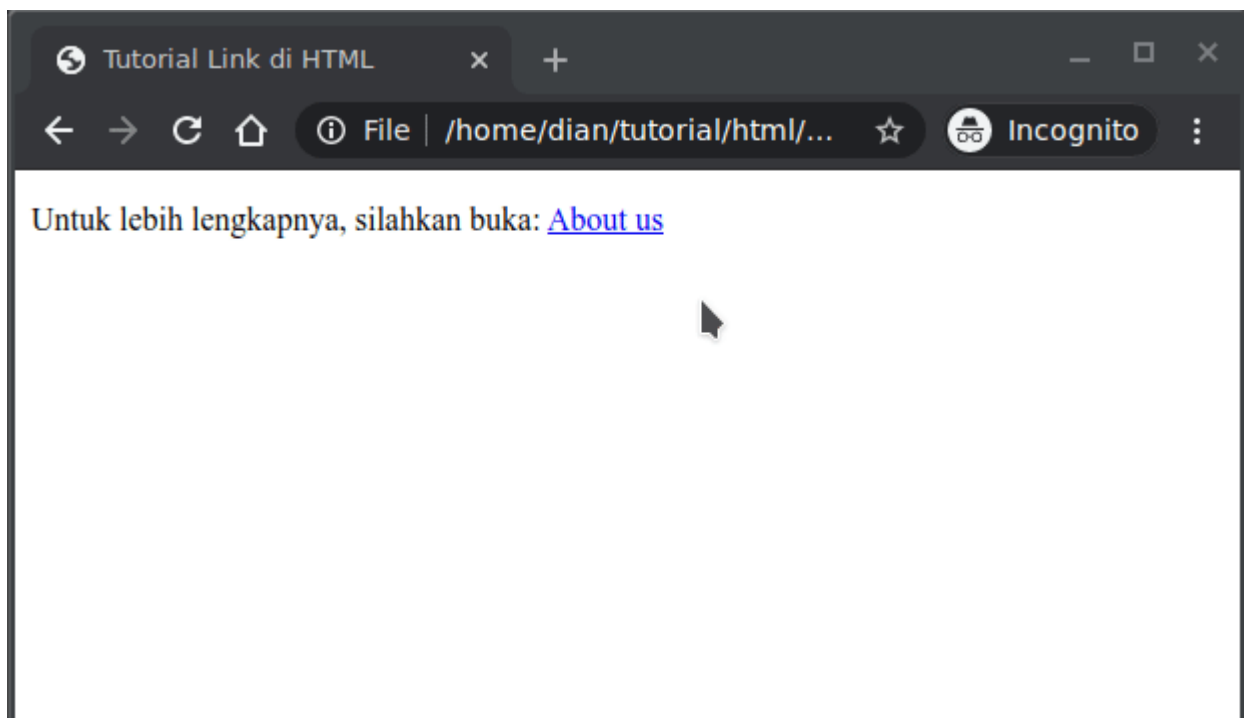 Tutorial Link di HTML
File /home/dian/tutorial/html/... Incognito
Untuk lebih lengkapnya, silahkan buka: About us